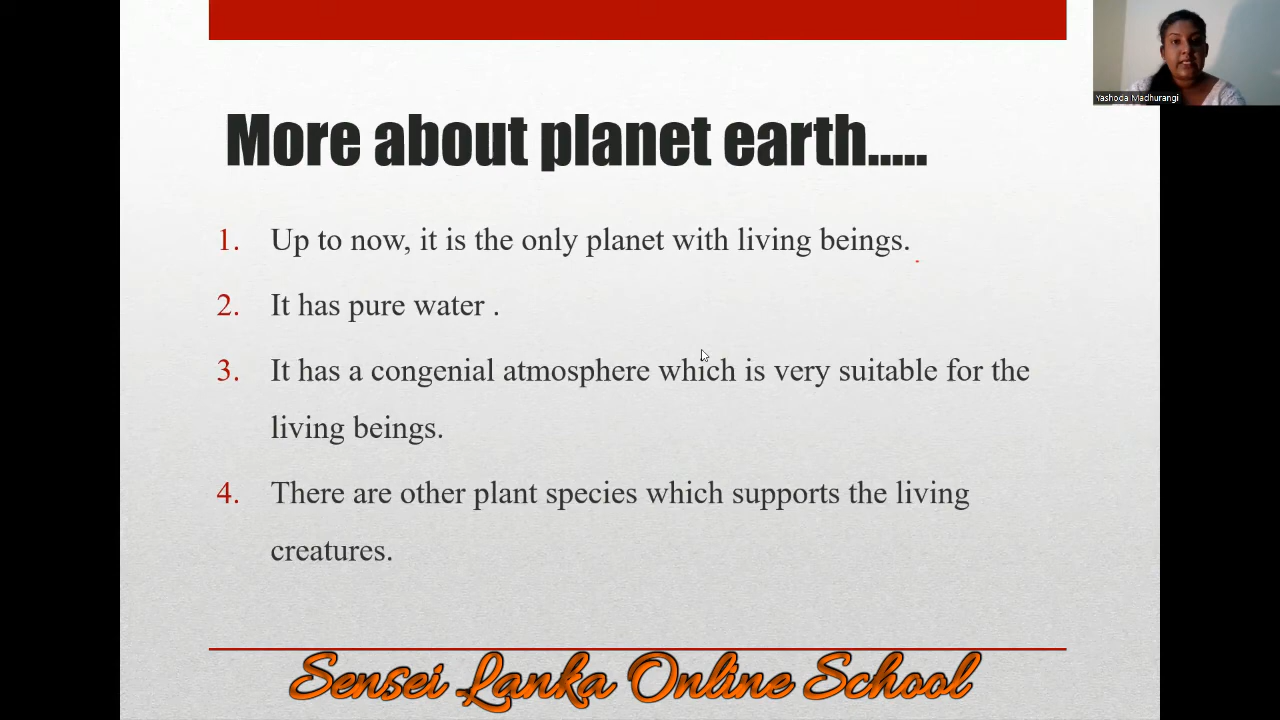 More about planet earth.....
Yashoda Madhurangi
1. Up to now, it is the only planet with living beings.
2. It has pure water .
3. It has a congenial atmosphere which is very suitable for the
living beings.
4. There are other plant species which supports the living
creatures.
Sensei Lanka Online School